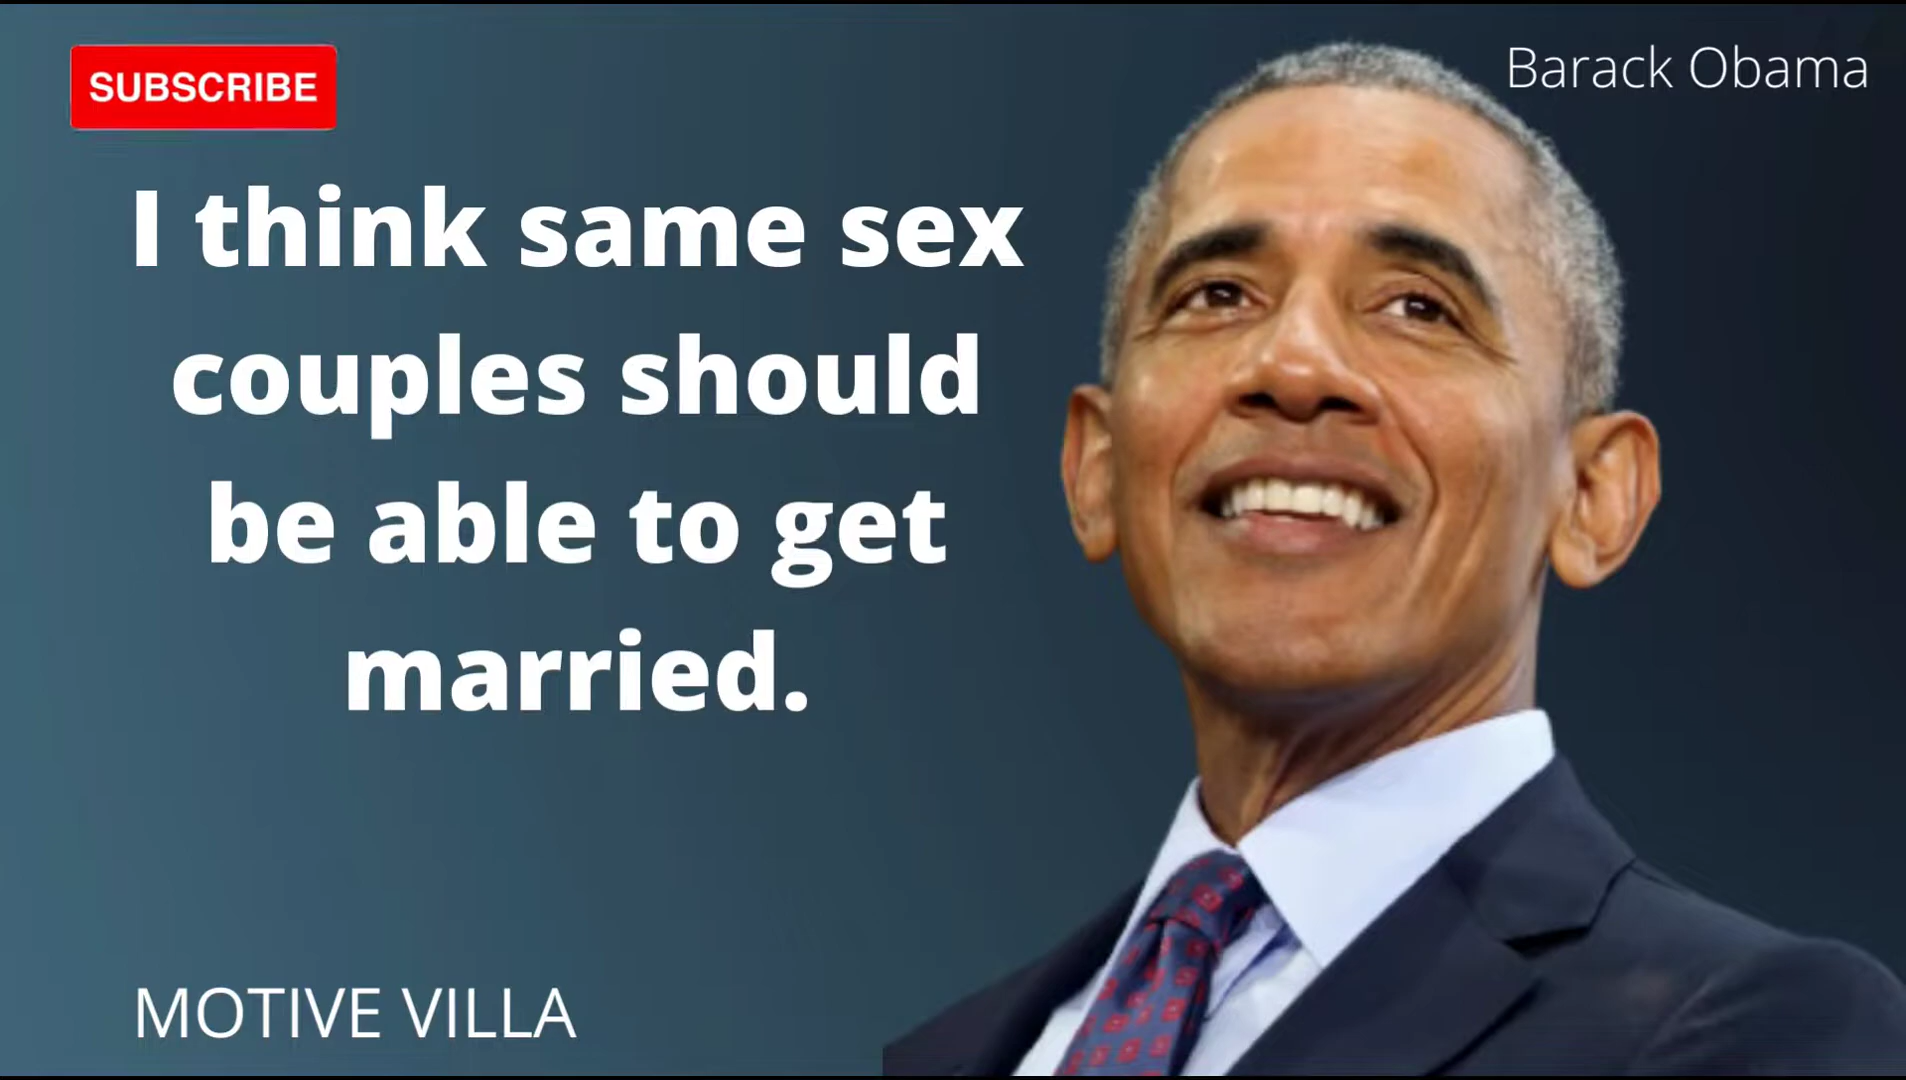 SUBSCRIBE
Barack Obama
I think same sex
couples should
be able to get
married.
MOTIVE VILLA